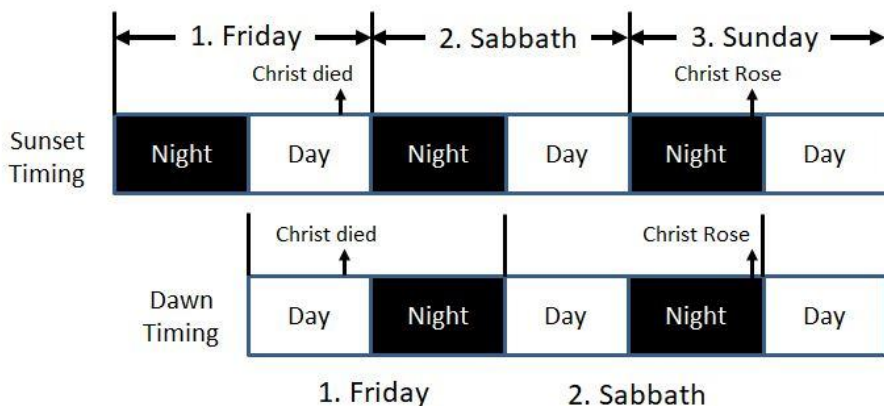 1. Friday 2. Sabbath 3. Sunday
Christ died Christ Rose
Sunset
Timing
Night Day Night Day Night Day
Christ died Christ Rose
Dawn
Timing
Day Night Day Night Day
1. Friday 2. Sabbath